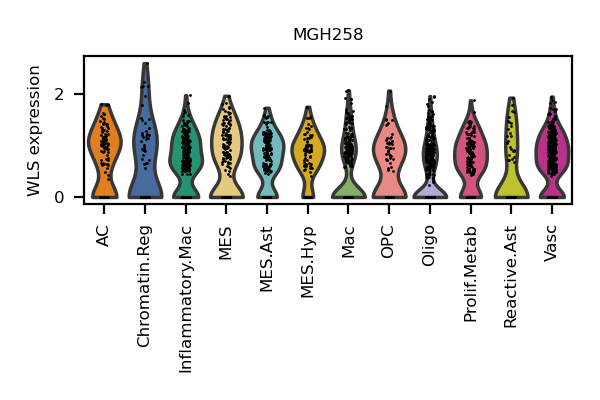 MGH258
WLS expression
2
0
AC
Chromatin.Reg
Inflammatory.Mac
MES
MES.Ast
MES.Hyp
Mac
OPC
Oligo
Prolif.Metab
Reactive.Ast
Vasc